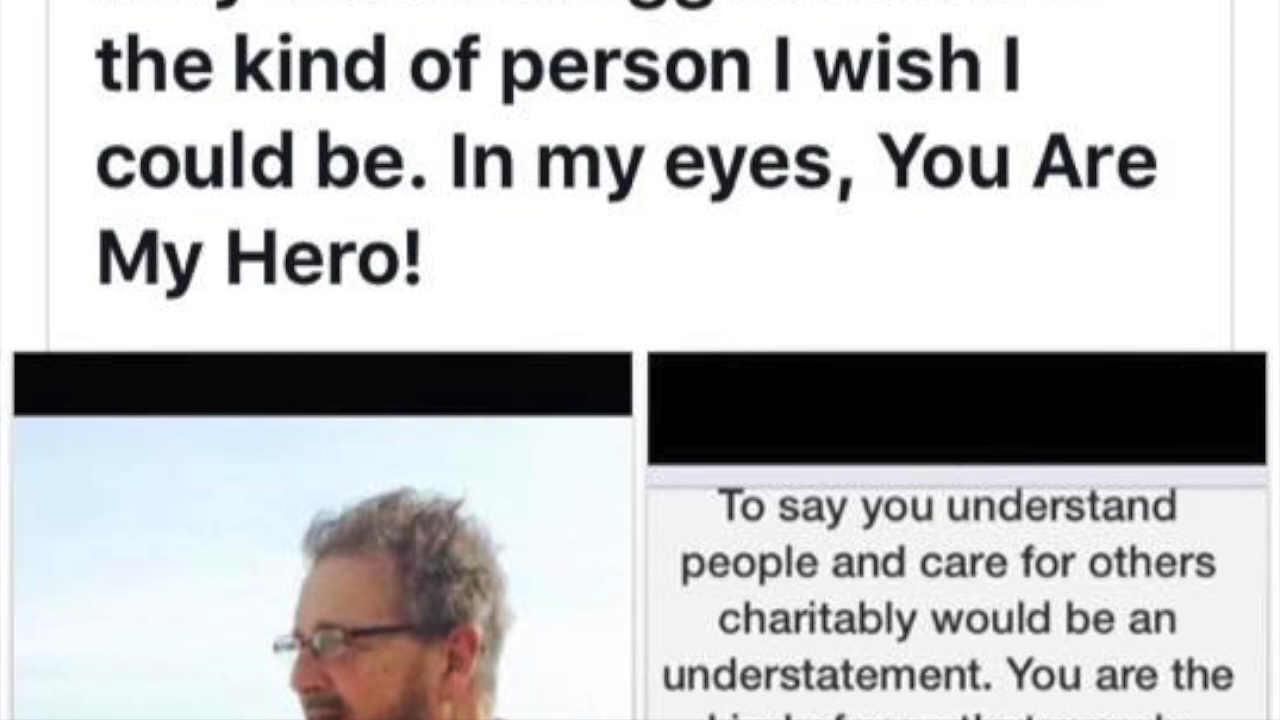 the kind of person I wish I
could be. In my eyes, You Are
My Hero!
To say you understand
people and care for others
charitably would be an
understatement. You are the